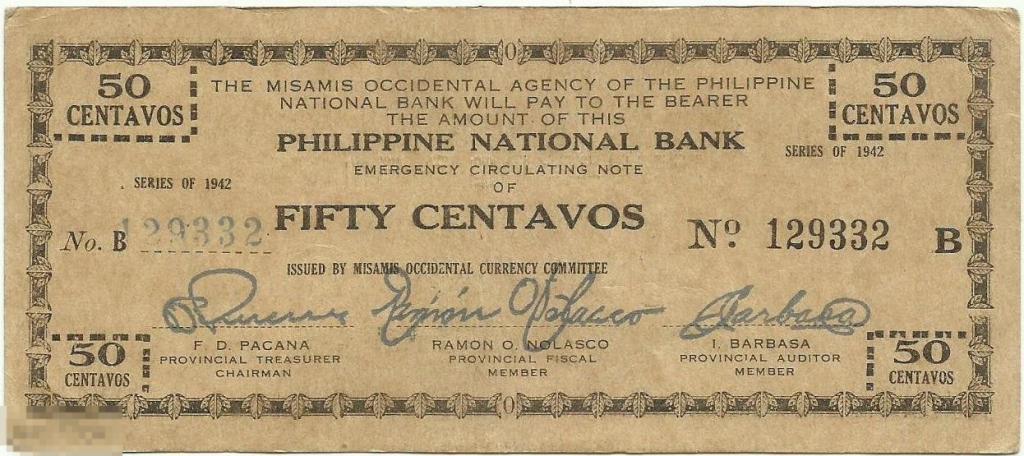 50
CENTAVOS
50
CENTAVOS
THE MISAMIS OCCIDENTAL AGENCY OF THE PHILIPPINE
NATIONAL BANK WILL PAY TO THE BEARER
THE AMOUNT OF THIS
PHILIPPINE NATIONAL BANK
SERIES OF 1942
EMERGENCY CIRCULATING NOTE
SERIES OF 1942
OF
FIFTY CENTAVOS
No. B 129332
Nº 129332 B
ISSUED BY MISAMIS OCCIDENTAL CURRENCY COMMITTEE
Ramón O. Nolasco
I Barbasa
F. D. PACANA
PROVINCIAL TREASURER
CHAIRMAN
RAMON O. NOLASCO
PROVINCIAL FISCAL
MEMBER
I. BARBASA
PROVINCIAL AUDITOR
MEMBER
50
CENTAVOS
50
CENTAVOS